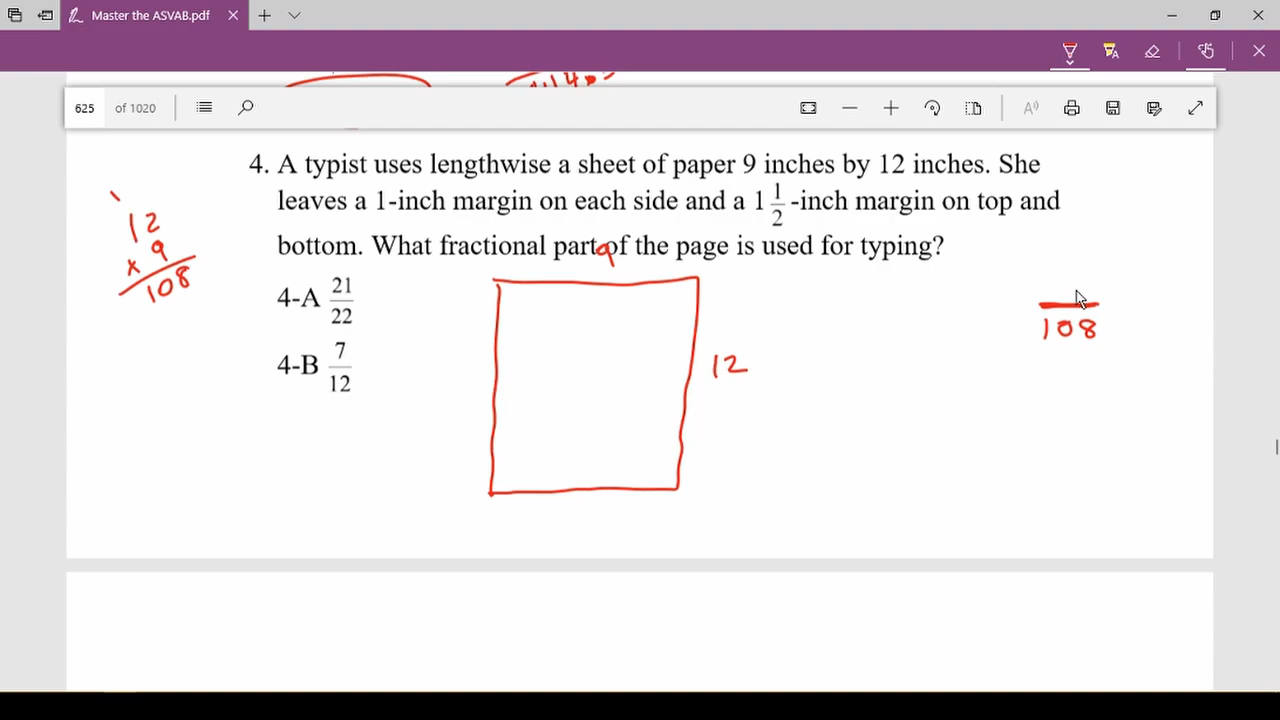 Master the ASVAB.pdf
625 of 1020
4. A typist uses lengthwise a sheet of paper 9 inches by 12 inches. She
leaves a 1-inch margin on each side and a 1 1/2 -inch margin on top and
bottom. What fractional part of the page is used for typing?
12
x 9
108
9
4-A 21/22
108
4-B 7/12
12